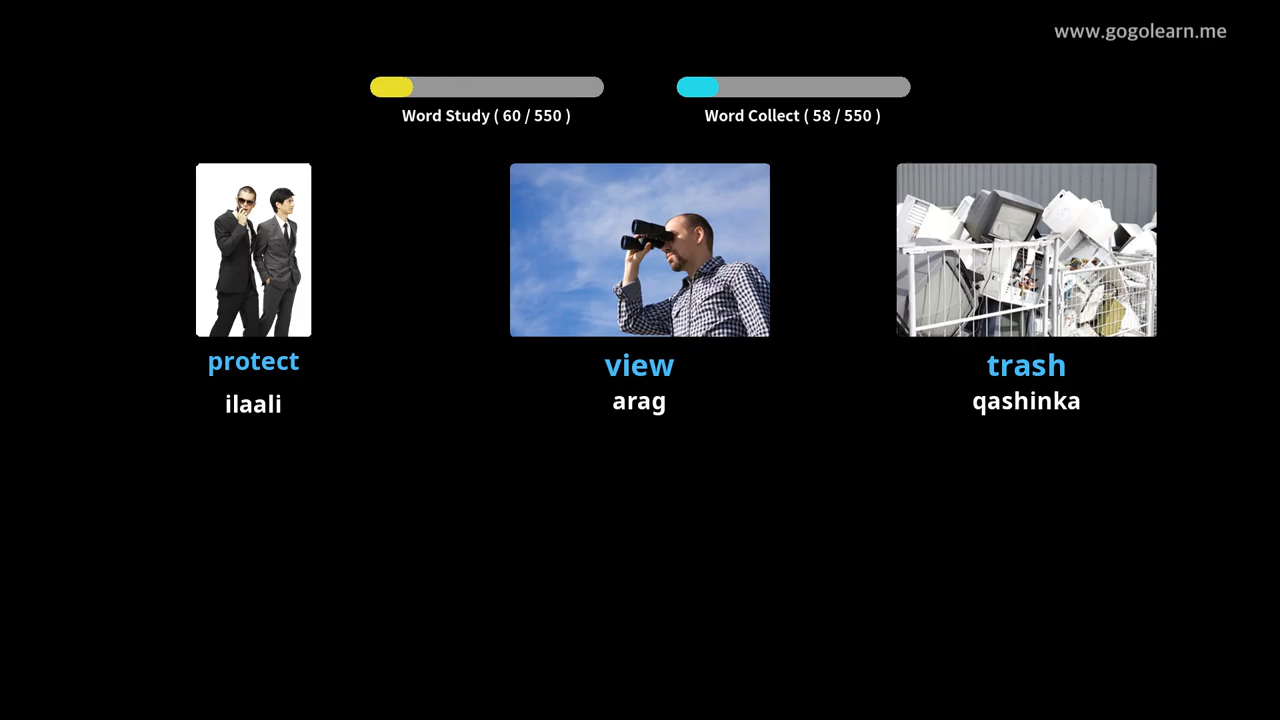 www.gogolearn.me
Word Study ( 60 / 550 )
Word Collect ( 58 / 550 )
protect
ilaali
view
arag
trash
qashinka